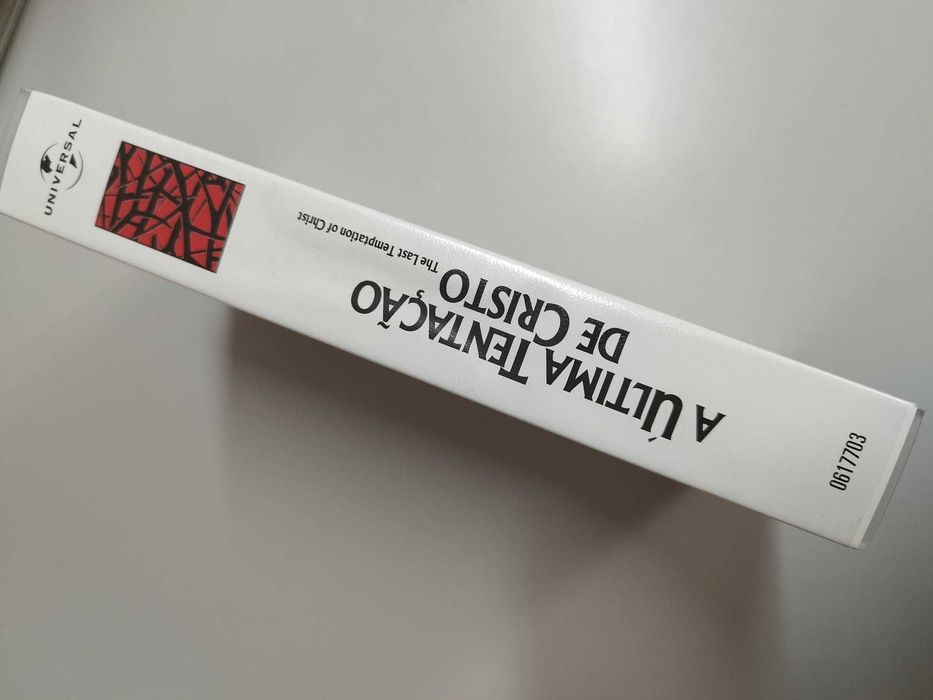 A ÚLTIMA TENTAÇÃO
DE CRISTO
The Last Temptation of Christ
UNIVERSAL
0617703